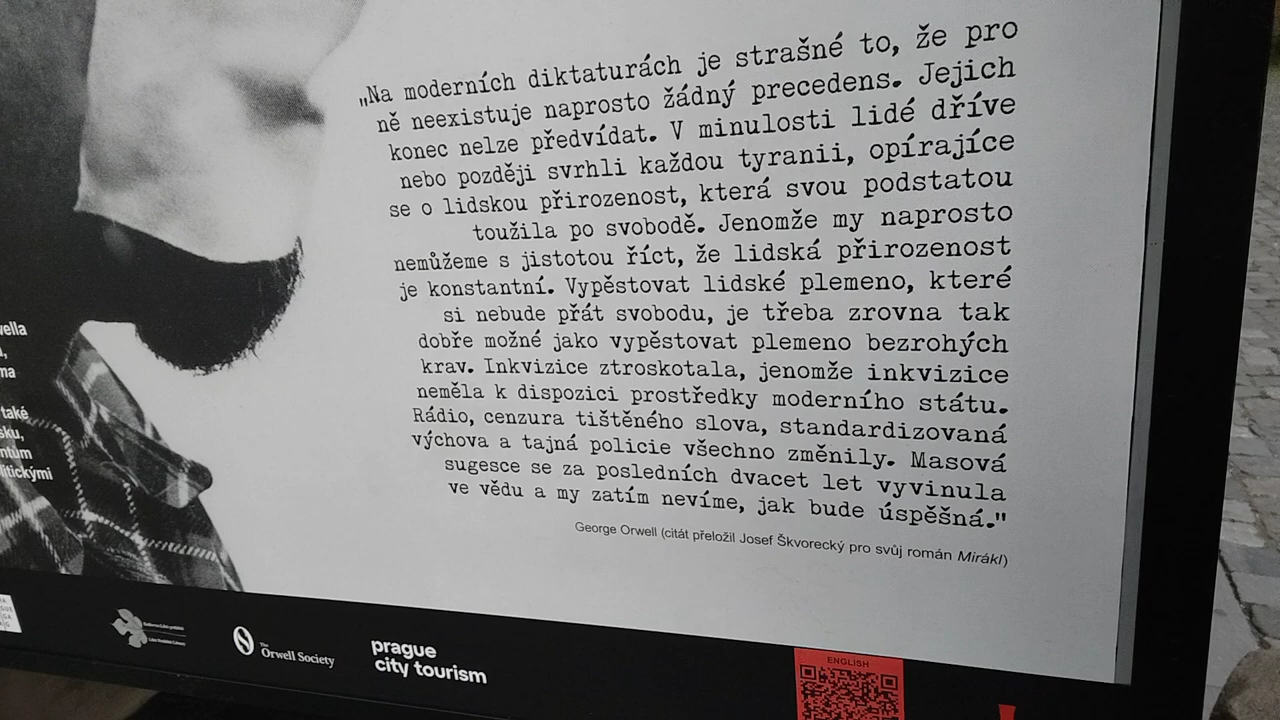 „Na moderních diktaturách je strašné to, že pro
ně neexistuje naprosto žádný precedens. Jejich
konec nelze předvídat. V minulosti lidé dříve
nebo později svrhli každou tyranii, opírajíce
se o lidskou přirozenost, která svou podstatou
toužila po svobodě. Jenomže my naprosto
nemůžeme s jistotou říct, že lidská přirozenost
je konstantní. Vypěstovat lidské plemeno, které
si nebude přát svobodu, je třeba zrovna tak
dobře možné jako vypěstovat plemeno bezrohých
krav. Inkvizice ztroskotala, jenomže inkvizice
neměla k dispozici prostředky moderního státu.
Rádio, cenzura tištěného slova, standardizovaná
výchova a tajná policie všechno změnily. Masová
sugesce se za posledních dvacet let vyvinula
ve vědu a my zatím nevíme, jak bude úspěšná."
George Orwell (citát přeložil Josef Škvorecký pro svůj román Mirákl)
vella
ma
také
sku,
ntům
litickými
The
Orwell Society
prague
city tourism
ENGLISH